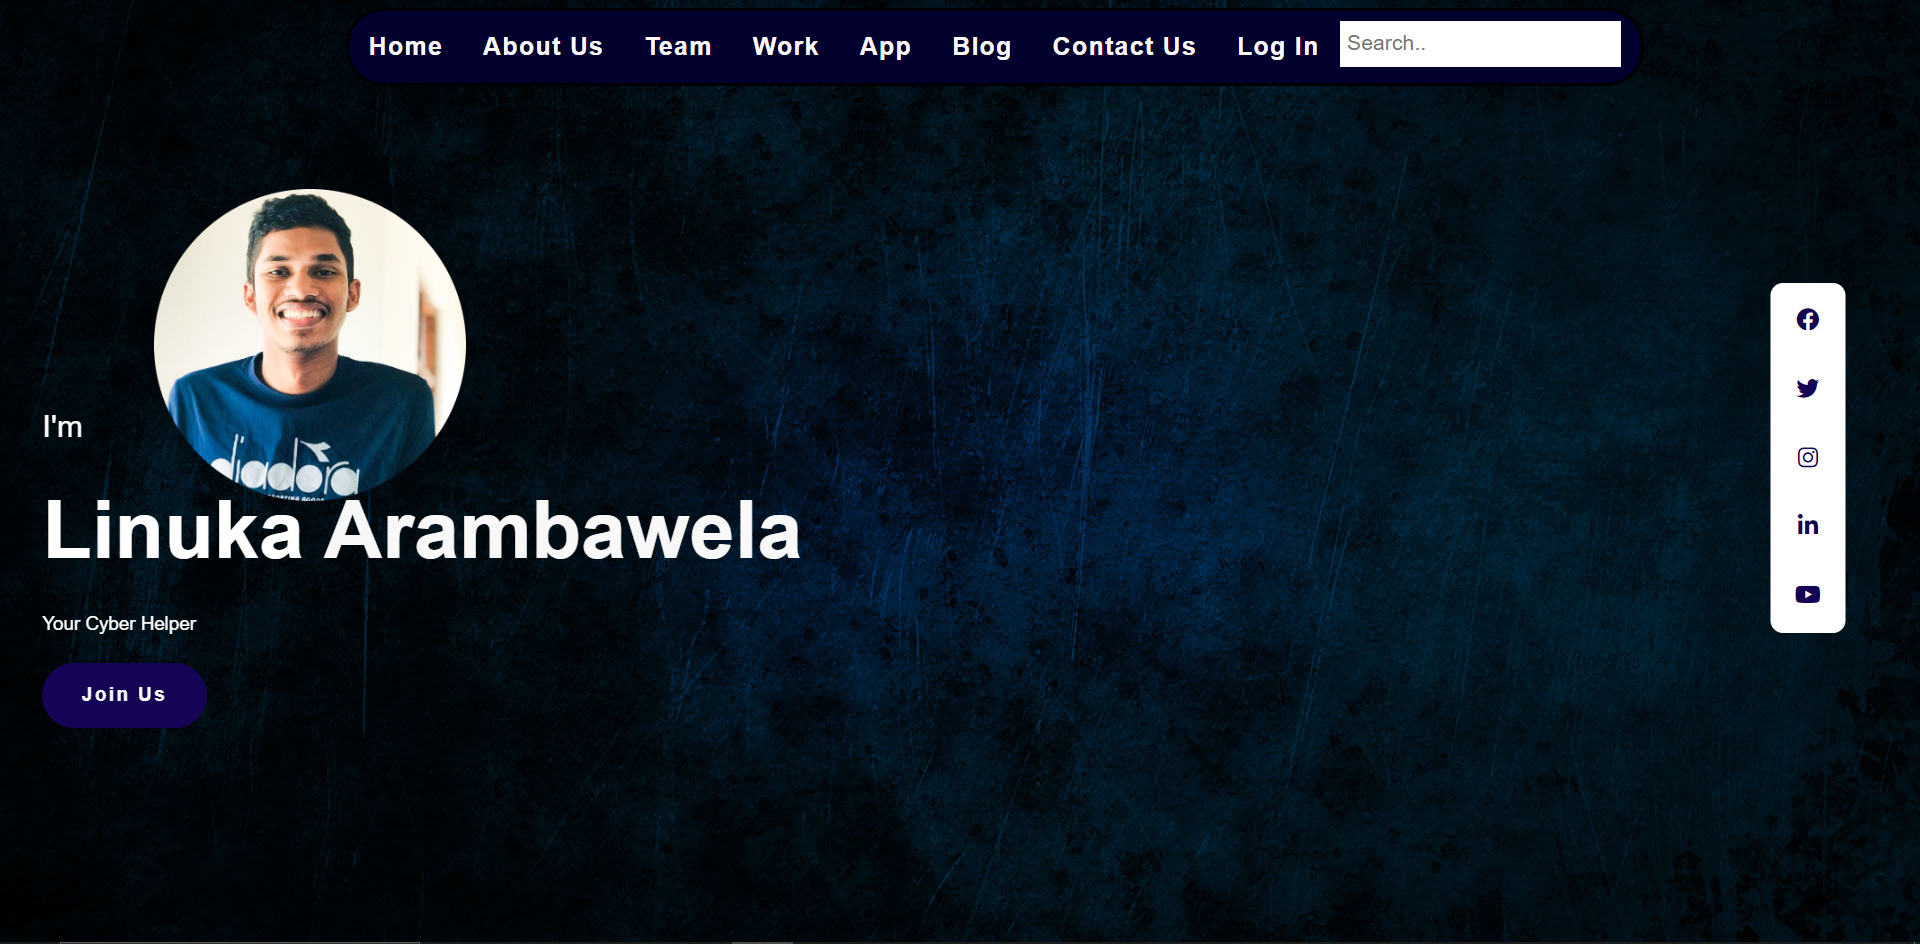 Home About Us Team Work App Blog Contact Us Log In Search..
I'm
diadora
Linuka Arambawela
Your Cyber Helper
Join Us